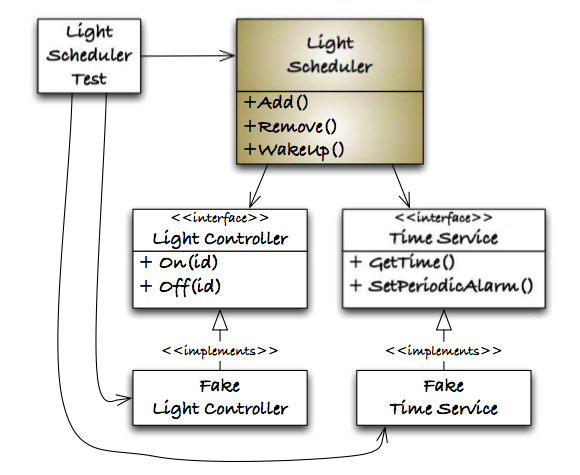 Light
Scheduler
Test
Light
Scheduler
+Add()
+Remove()
+WakeUp()
<<interface>>
Light Controller
+ On(id)
+ Off(id)
<<interface>>
Time Service
+ GetTime()
+ SetPeriodicAlarm()
<<implements>>
<<implements>>
Fake
Light Controller
Fake
Time Service